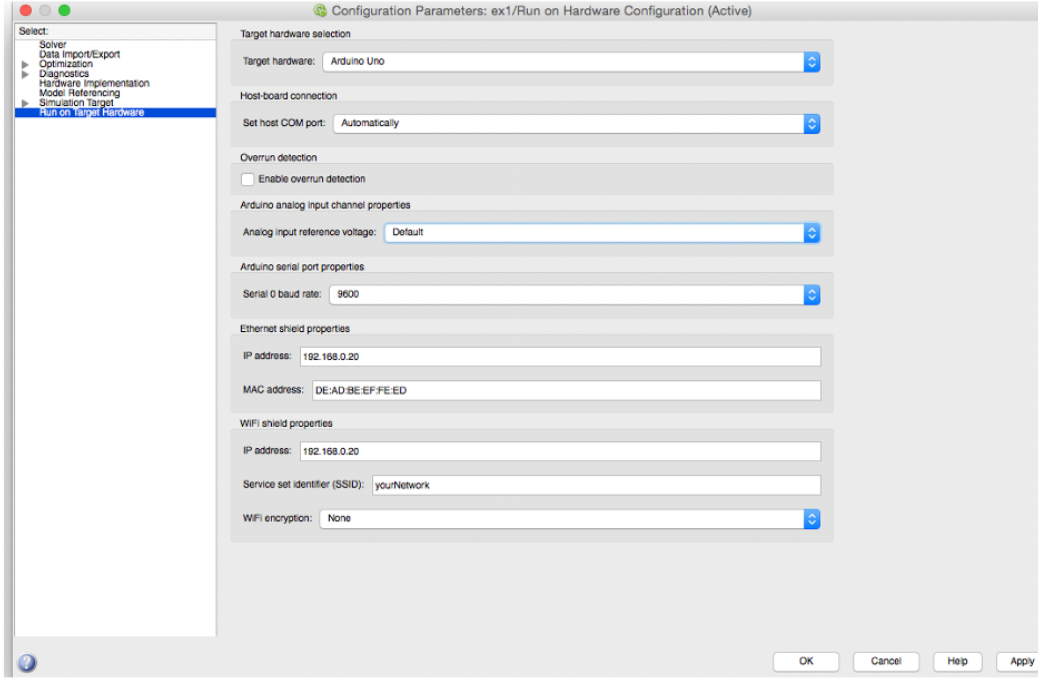 Configuration Parameters: ex1/Run on Hardware Configuration (Active)
Select:
Solver
Data Import/Export
Optimization
Diagnostics
Hardware Implementation
Model Referencing
Simulation Target
Run on Target Hardware
Target hardware selection
Target hardware: Arduino Uno
Host-board connection
Set host COM port: Automatically
Overrun detection
Enable overrun detection
Arduino analog input channel properties
Analog input reference voltage: Default
Arduino serial port properties
Serial 0 baud rate: 9600
Ethernet shield properties
IP address: 192.168.0.20
MAC address: DE:AD:BE:EF:FE:ED
WiFi shield properties
IP address: 192.168.0.20
Service set identifier (SSID): yourNetwork
WiFi encryption: None
? OK Cancel Help Apply